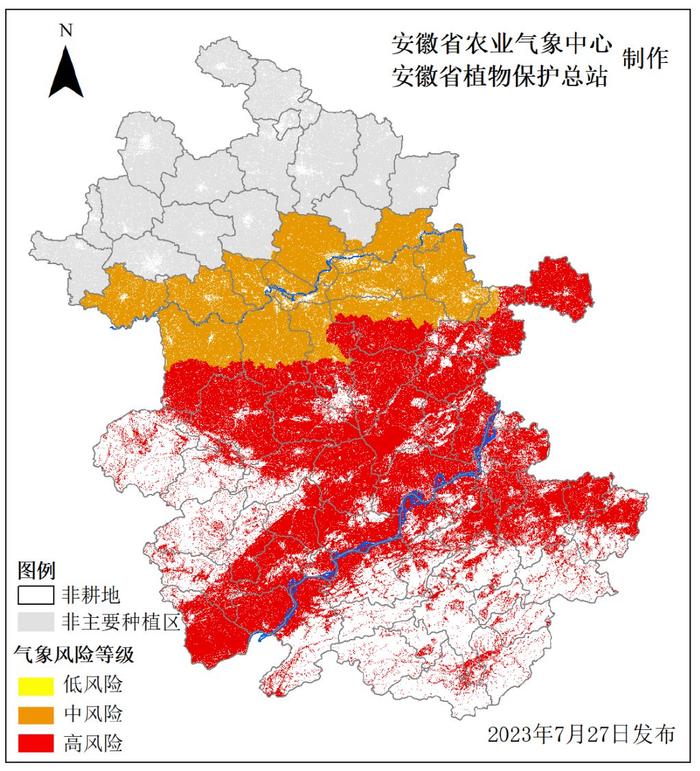 N
安徽省农业气象中心
安徽省植物保护总站
制作
图例
非耕地
非主要种植区
气象风险等级
低风险
中风险
高风险
2023年7月27日发布